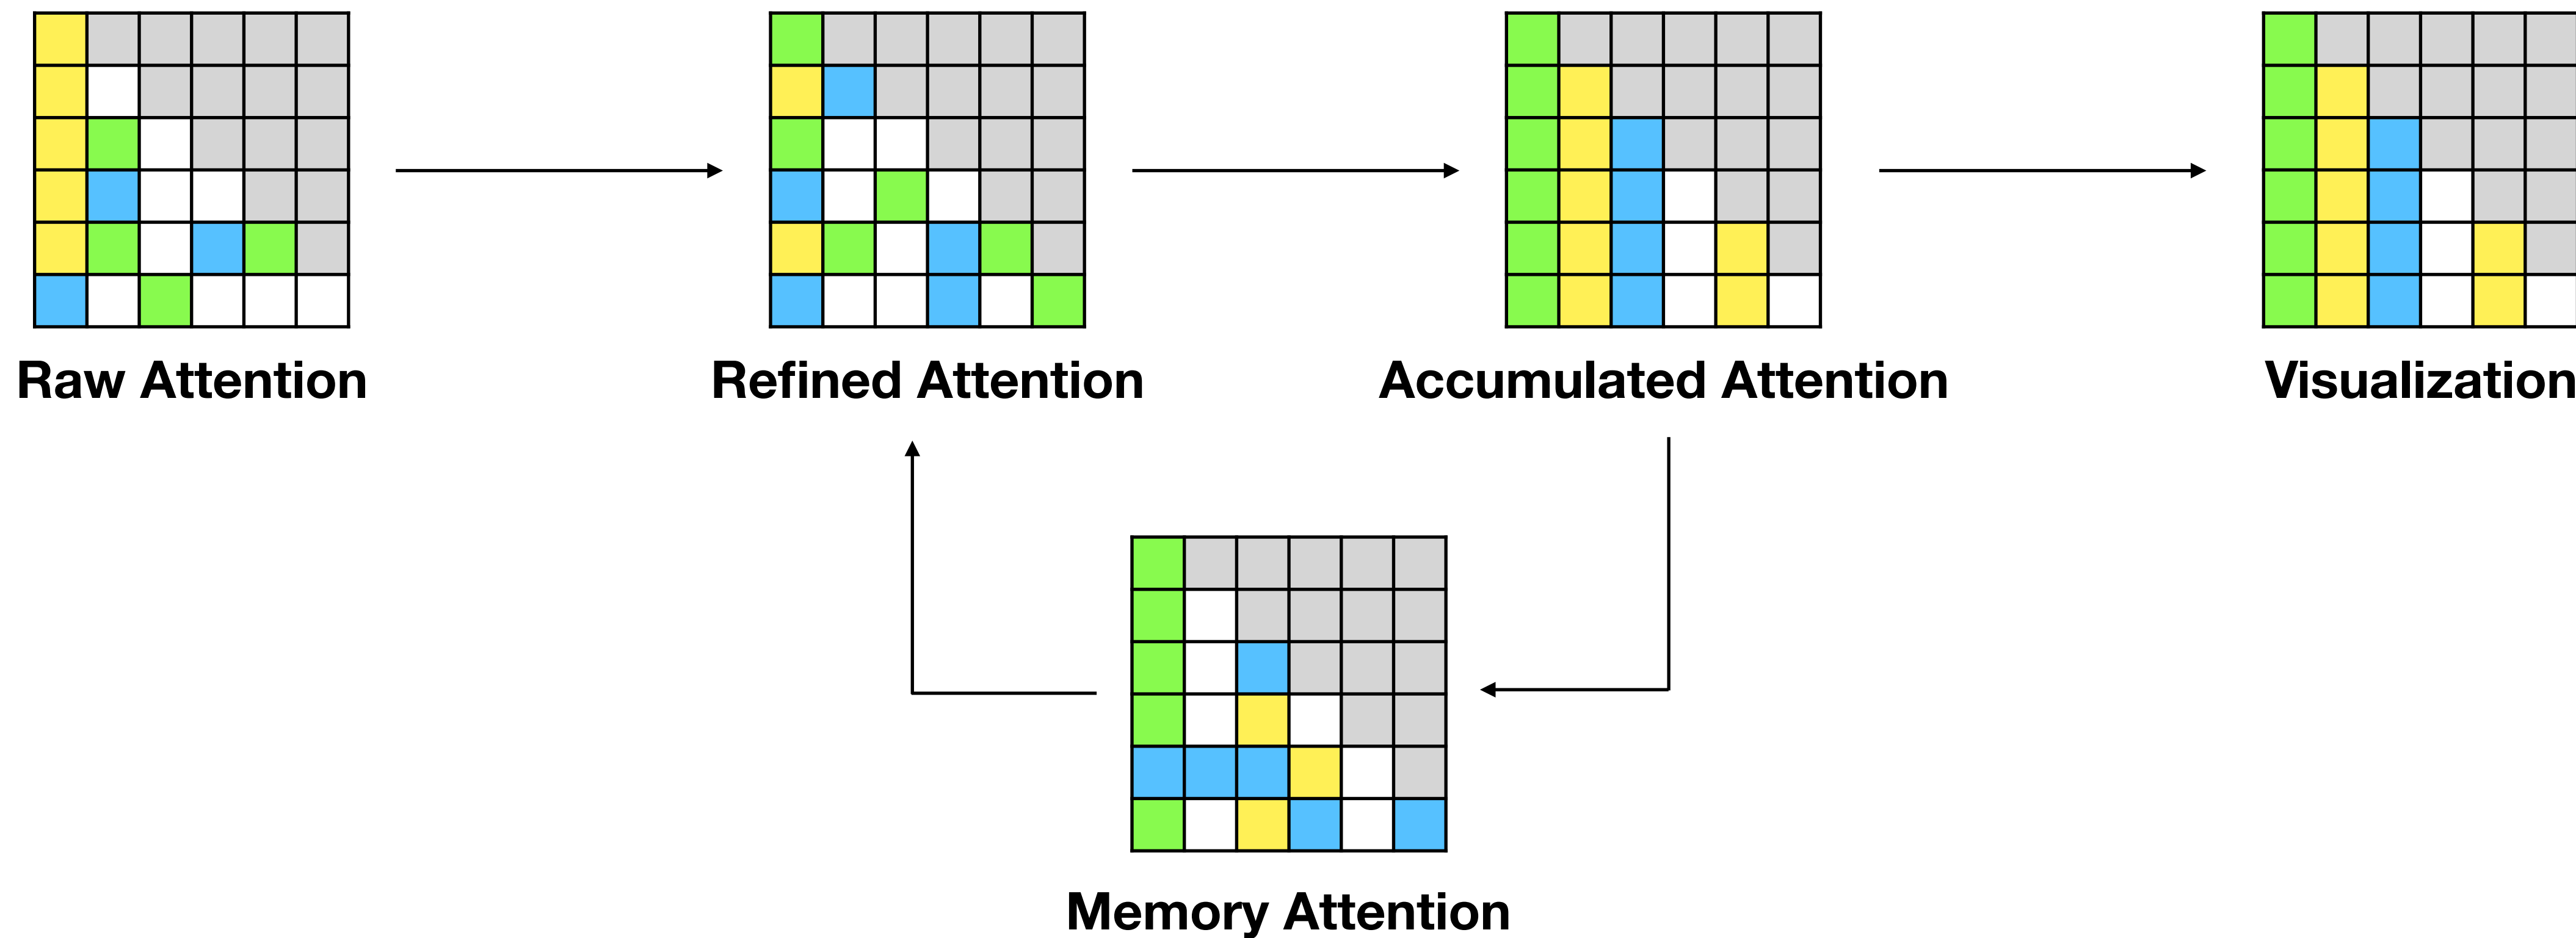 Raw Attention
Refined Attention
Accumulated Attention
Visualization
Memory Attention